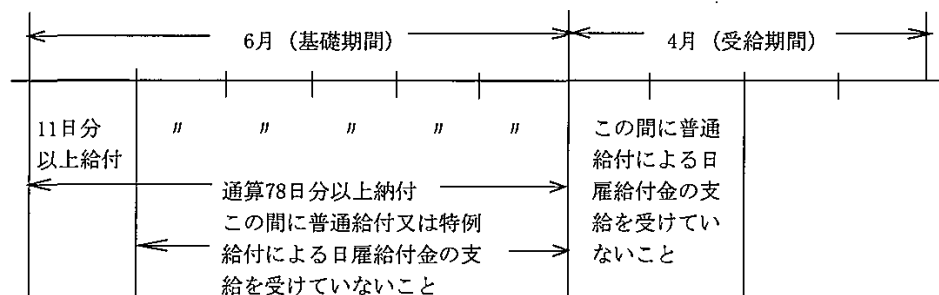 6月（基礎期間）
4月（受給期間）
11日分
以上給付
〃
〃
〃
〃
〃
通算78日分以上納付
この間に普通給付又は特例
給付による日雇給付金の支
給を受けていないこと
この間に普通
給付による日
雇給付金の支
給を受けてい
ないこと